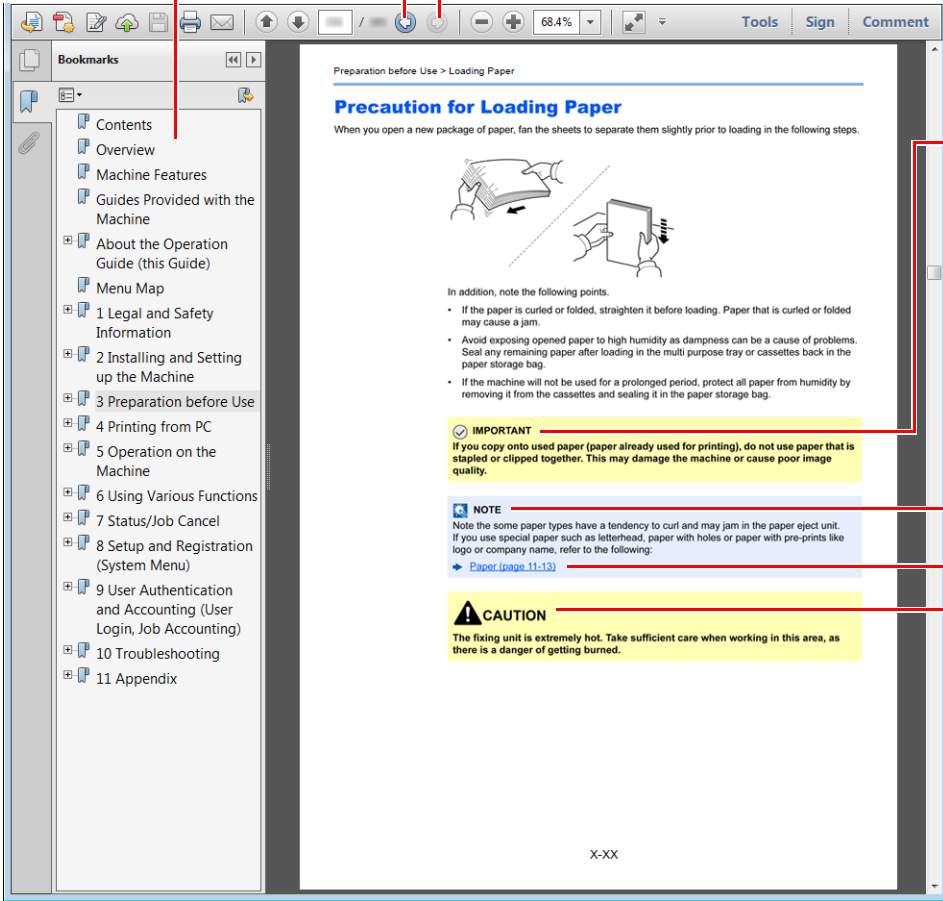 /
68.4%
Tools
Sign
Comment
Bookmarks
Contents
Overview
Machine Features
Guides Provided with the
Machine
About the Operation
Guide (this Guide)
Menu Map
1 Legal and Safety
Information
2 Installing and Setting
up the Machine
3 Preparation before Use
4 Printing from PC
5 Operation on the
Machine
6 Using Various Functions
7 Status/Job Cancel
8 Setup and Registration
(System Menu)
9 User Authentication
and Accounting (User
Login, Job Accounting)
10 Troubleshooting
11 Appendix
Preparation before Use > Loading Paper
Precaution for Loading Paper
When you open a new package of paper, fan the sheets to separate them slightly prior to loading in the following steps.
In addition, note the following points.
• If the paper is curled or folded, straighten it before loading. Paper that is curled or folded
may cause a jam.
• Avoid exposing opened paper to high humidity as dampness can be a cause of problems.
Seal any remaining paper after loading in the multi purpose tray or cassettes back in the
paper storage bag.
• If the machine will not be used for a prolonged period, protect all paper from humidity by
removing it from the cassettes and sealing it in the paper storage bag.
IMPORTANT
If you copy onto used paper (paper already used for printing), do not use paper that is
stapled or clipped together. This may damage the machine or cause poor image
quality.
NOTE
Note the some paper types have a tendency to curl and may jam in the paper eject unit.
If you use special paper such as letterhead, paper with holes or paper with pre-prints like
logo or company name, refer to the following:
Paper (page 11-13)
CAUTION
The fixing unit is extremely hot. Take sufficient care when working in this area, as
there is a danger of getting burned.
X-XX